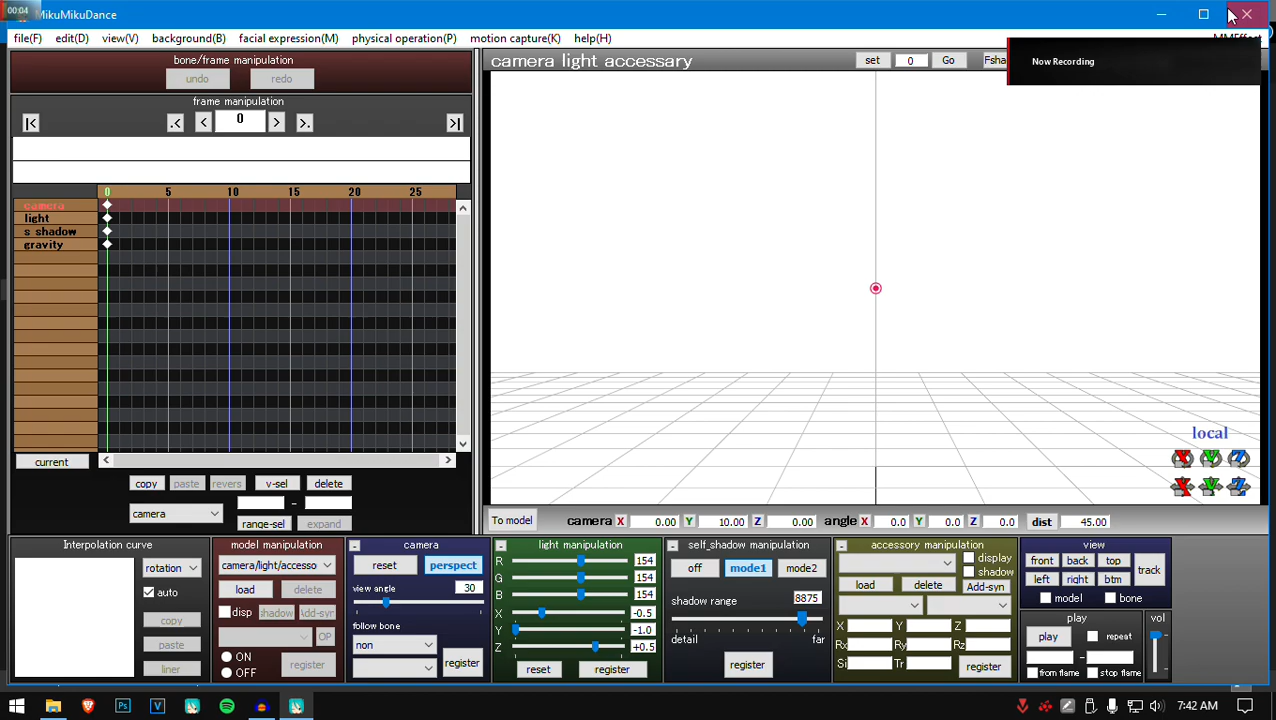 00:04
MikuMikuDance
file(F) edit(D) view(V) background(B) facial expression(M) physical operation(P) motion capture(K) help(H)
MMEffect
Now Recording
bone/frame manipulation
undo redo
frame manipulation
|< .< < 0 > >. >|
camera light accessary set 0 Go Fsha
0 5 10 15 20 25
camera
light
s shadow
gravity
current
copy paste revers v-sel delete
camera -
range-sel expand
local
X Y Z
X Y Z
To model camera X 0.00 Y 10.00 Z 0.00 angle X 0.0 Y 0.0 Z 0.0 dist 45.00
Interpolation curve
rotation
auto
copy
paste
liner
model manipulation
camera/light/accesso
load delete
disp shadow Add-syn
OP
ON
OFF
register
camera
reset perspect
view angle 30
follow bone
non
register
light manipulation
R 154
G 154
B 154
X -0.5
Y -1.0
Z +0.5
reset register
self_shadow manipulation
off mode1 mode2
shadow range 8875
detail far
register
accessory manipulation
display
shadow
load delete Add-syn
X Y Z
Rx Ry Rz
Si Tr register
view
front back top
left right btm track
model bone
play
play repeat
-
from flame stop flame
vol
Ps V
7:42 AM